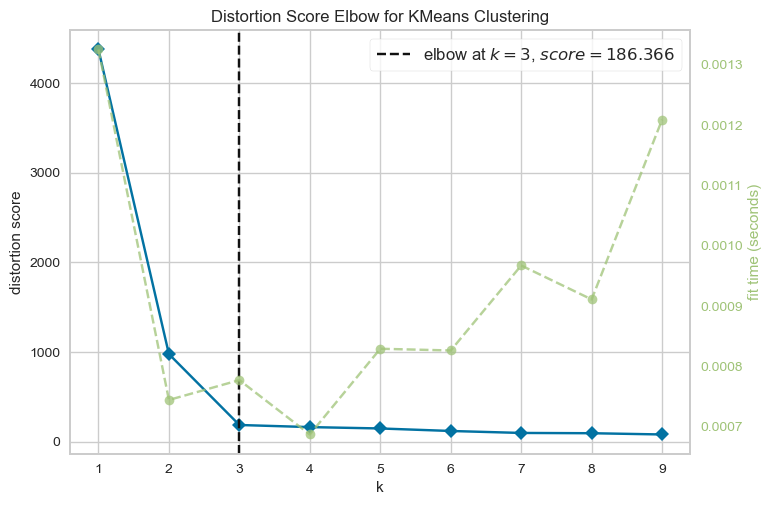 Distortion Score Elbow for KMeans Clustering
elbow at k = 3, score = 186.366
distortion score
4000
3000
2000
1000
0
0.0013
0.0012
0.0011
0.0010
0.0009
0.0008
0.0007
fit time (seconds)
1 2 3 4 5 6 7 8 9
k